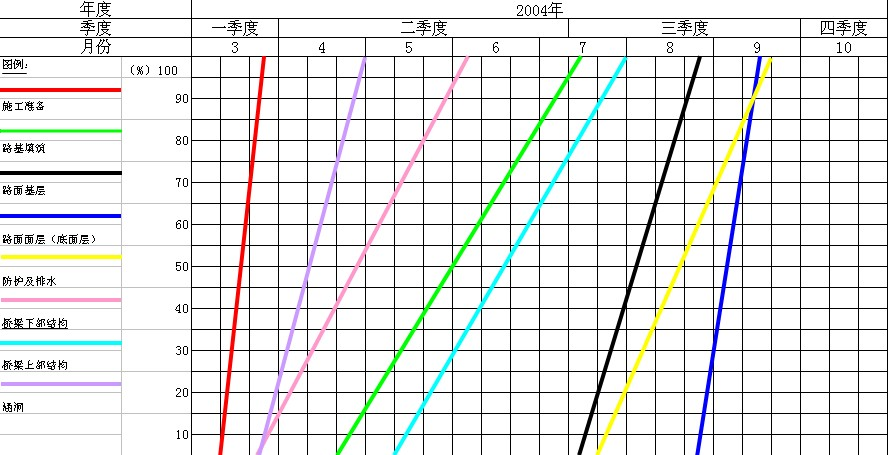 年度 2004年
季度 一季度 二季度 三季度 四季度
月份 3 4 5 6 7 8 9 10
图例:
(%) 100
90
施工准备
80
路基填筑
70
路面基层
60
路面面层（底面层）
50
防护及排水
40
桥梁下部结构
30
桥梁上部结构
20
涵洞
10